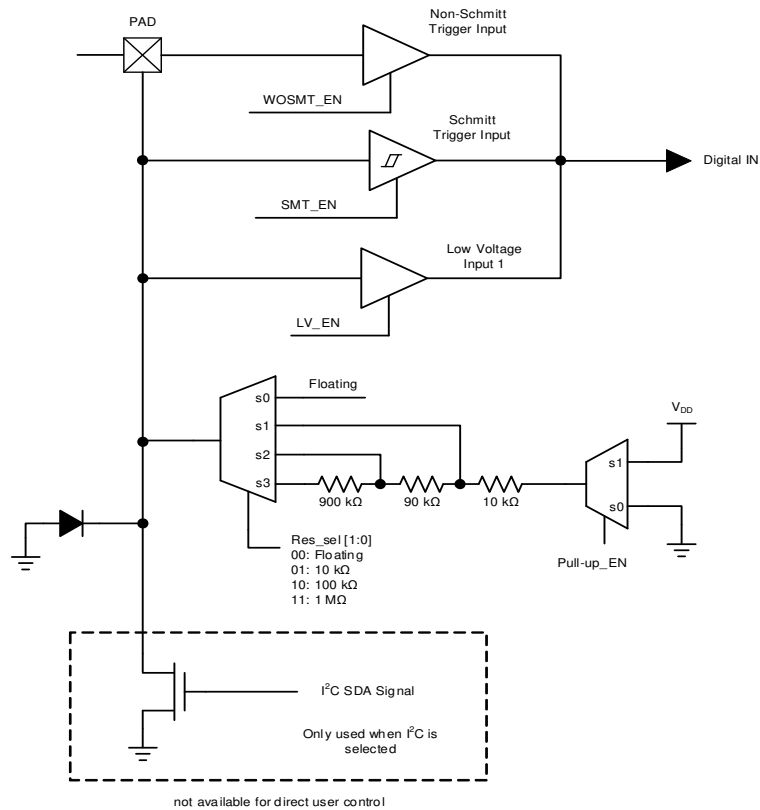 PAD
Non-Schmitt
Trigger Input
WOSMT_EN
Schmitt
Trigger Input
Digital IN
SMT_EN
Low Voltage
Input 1
LV_EN
Floating
s0
s1
s2
s3
900 kΩ
90 kΩ
10 kΩ
VDD
s1
s0
Pull-up_EN
Res_sel [1:0]
00: Floating
01: 10 kΩ
10: 100 kΩ
11: 1 MΩ
I²C SDA Signal
Only used when I²C is
selected
not available for direct user control